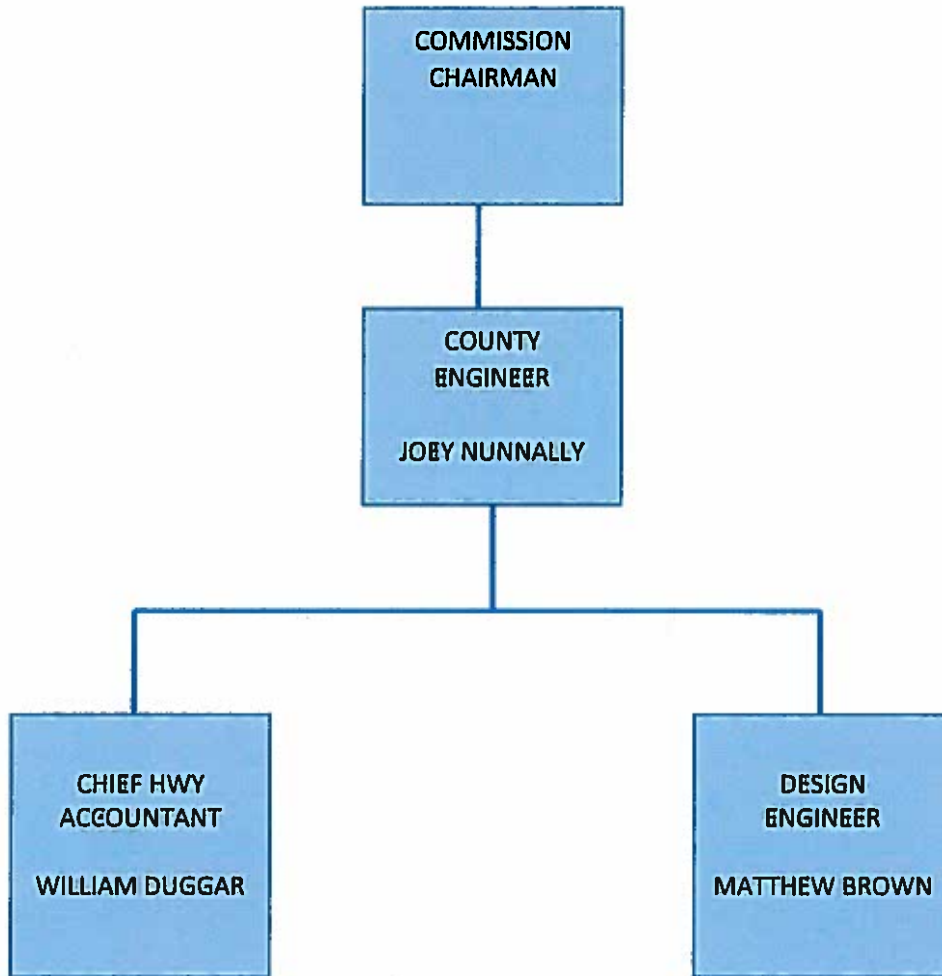 COMMISSION
CHAIRMAN
COUNTY
ENGINEER
JOEY NUNNALLY
CHIEF HWY
ACCOUNTANT
WILLIAM DUGGAR
DESIGN
ENGINEER
MATTHEW BROWN